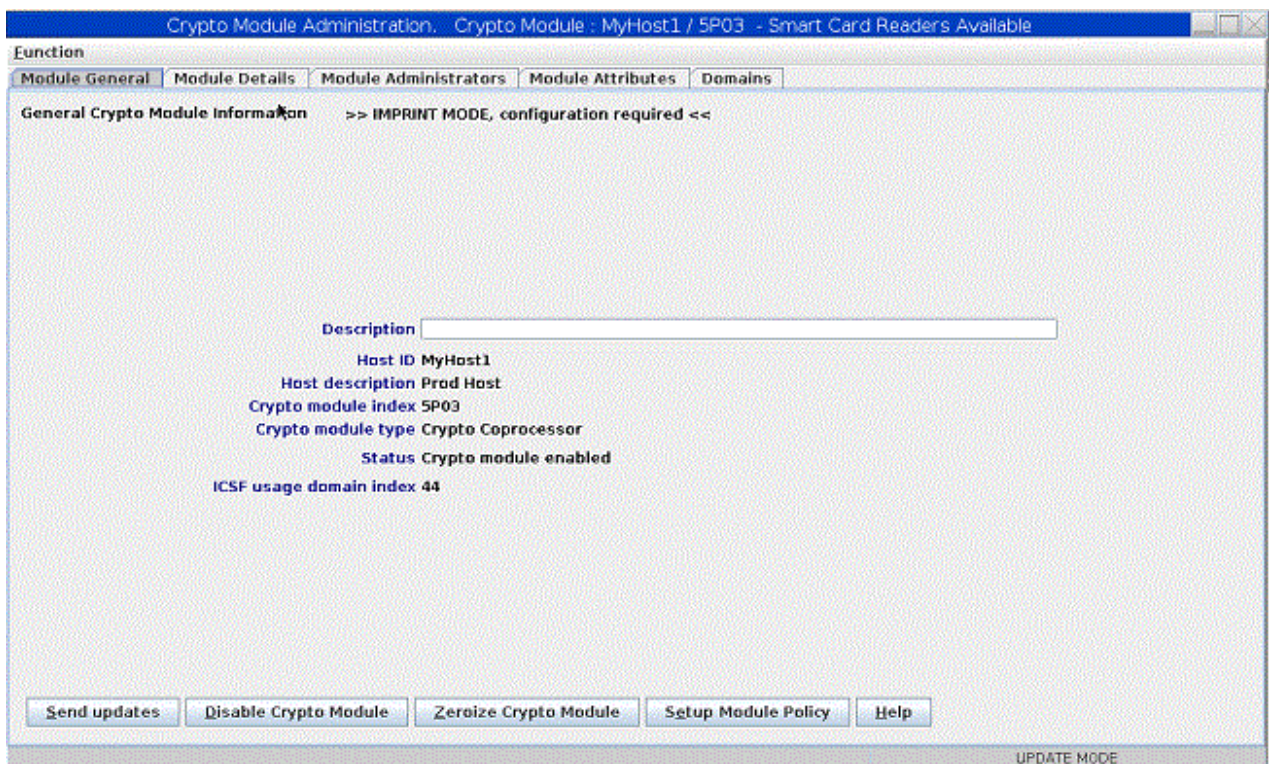 Crypto Module Administration. Crypto Module : MyHost1 / 5P03 - Smart Card Readers Available
Function
Module General Module Details Module Administrators Module Attributes Domains
General Crypto Module Information >> IMPRINT MODE, configuration required <<
Description
Host ID MyHost1
Host description Prod Host
Crypto module index 5P03
Crypto module type Crypto Coprocessor
Status Crypto module enabled
ICSF usage domain index 44
Send updates Disable Crypto Module Zeroize Crypto Module Setup Module Policy Help
UPDATE MODE